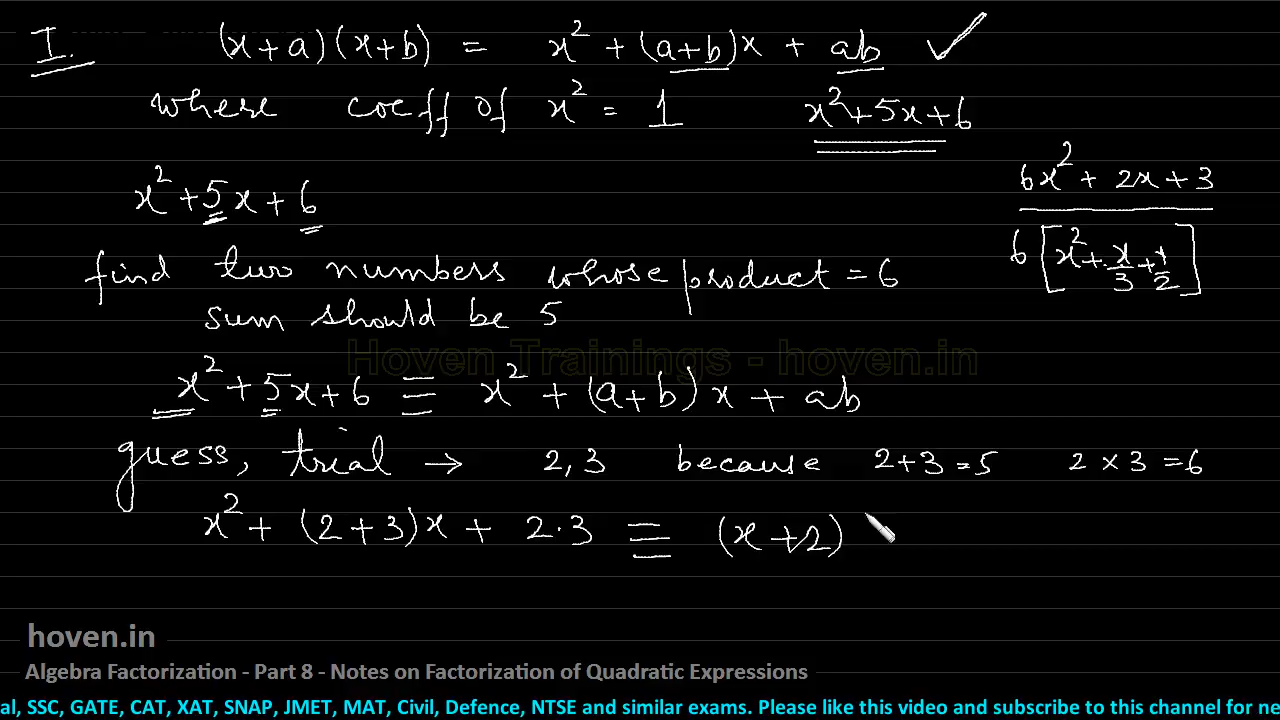 I. (x+a)(x+b) = x² + (a+b)x + ab ✓
where coeff of x² = 1 x²+5x+6
6x² + 2x + 3
x² + 5x + 6
6[x² + x/3 + 1/2]
find two numbers whose product = 6
sum should be 5
Hoven Trainings - hoven.in
x² + 5x + 6 ≡ x² + (a+b)x + ab
guess, trial → 2, 3 because 2+3=5 2×3=6
x² + (2+3)x + 2·3 ≡ (x+2)
hoven.in
Algebra Factorization - Part 8 - Notes on Factorization of Quadratic Expressions
al, SSC, GATE, CAT, XAT, SNAP, JMET, MAT, Civil, Defence, NTSE and similar exams. Please like this video and subscribe to this channel for ne